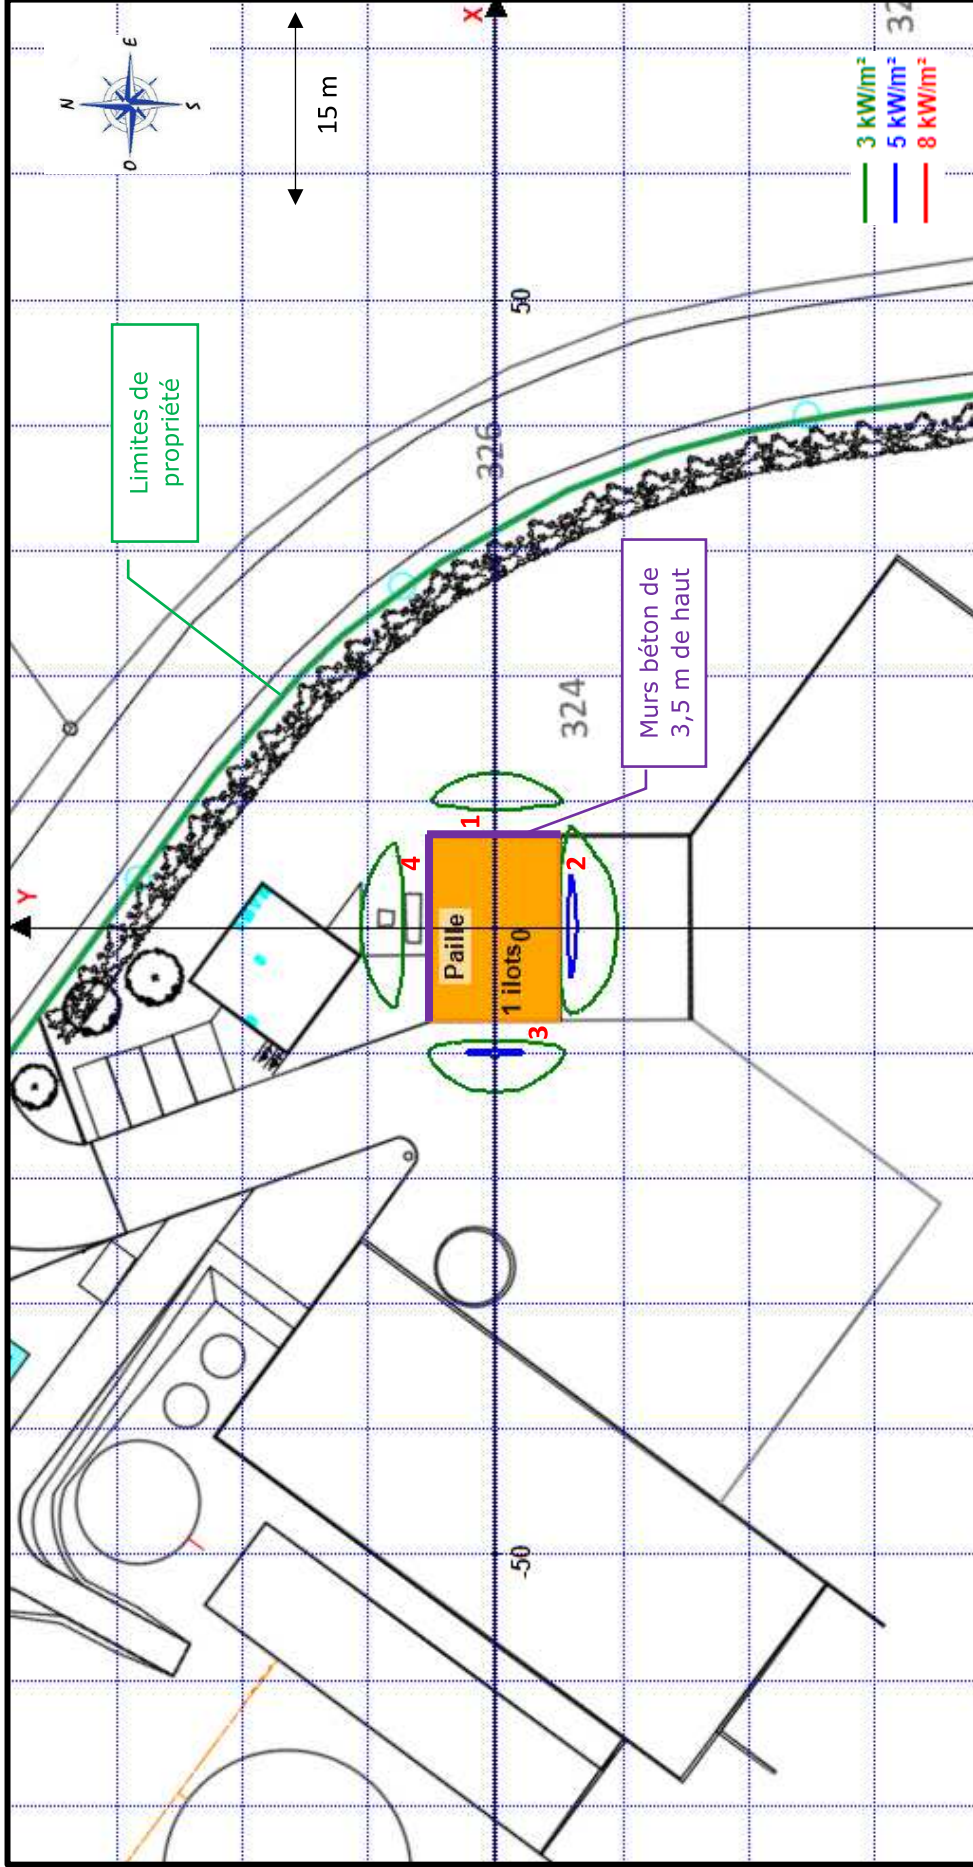 N
E
S
O
15 m
X
Y
Limites de
propriété
326
324
32
Murs béton de
3,5 m de haut
Paille
1 ilots
0
1
2
3
4
50
-50
3 kW/m²
5 kW/m²
8 kW/m²